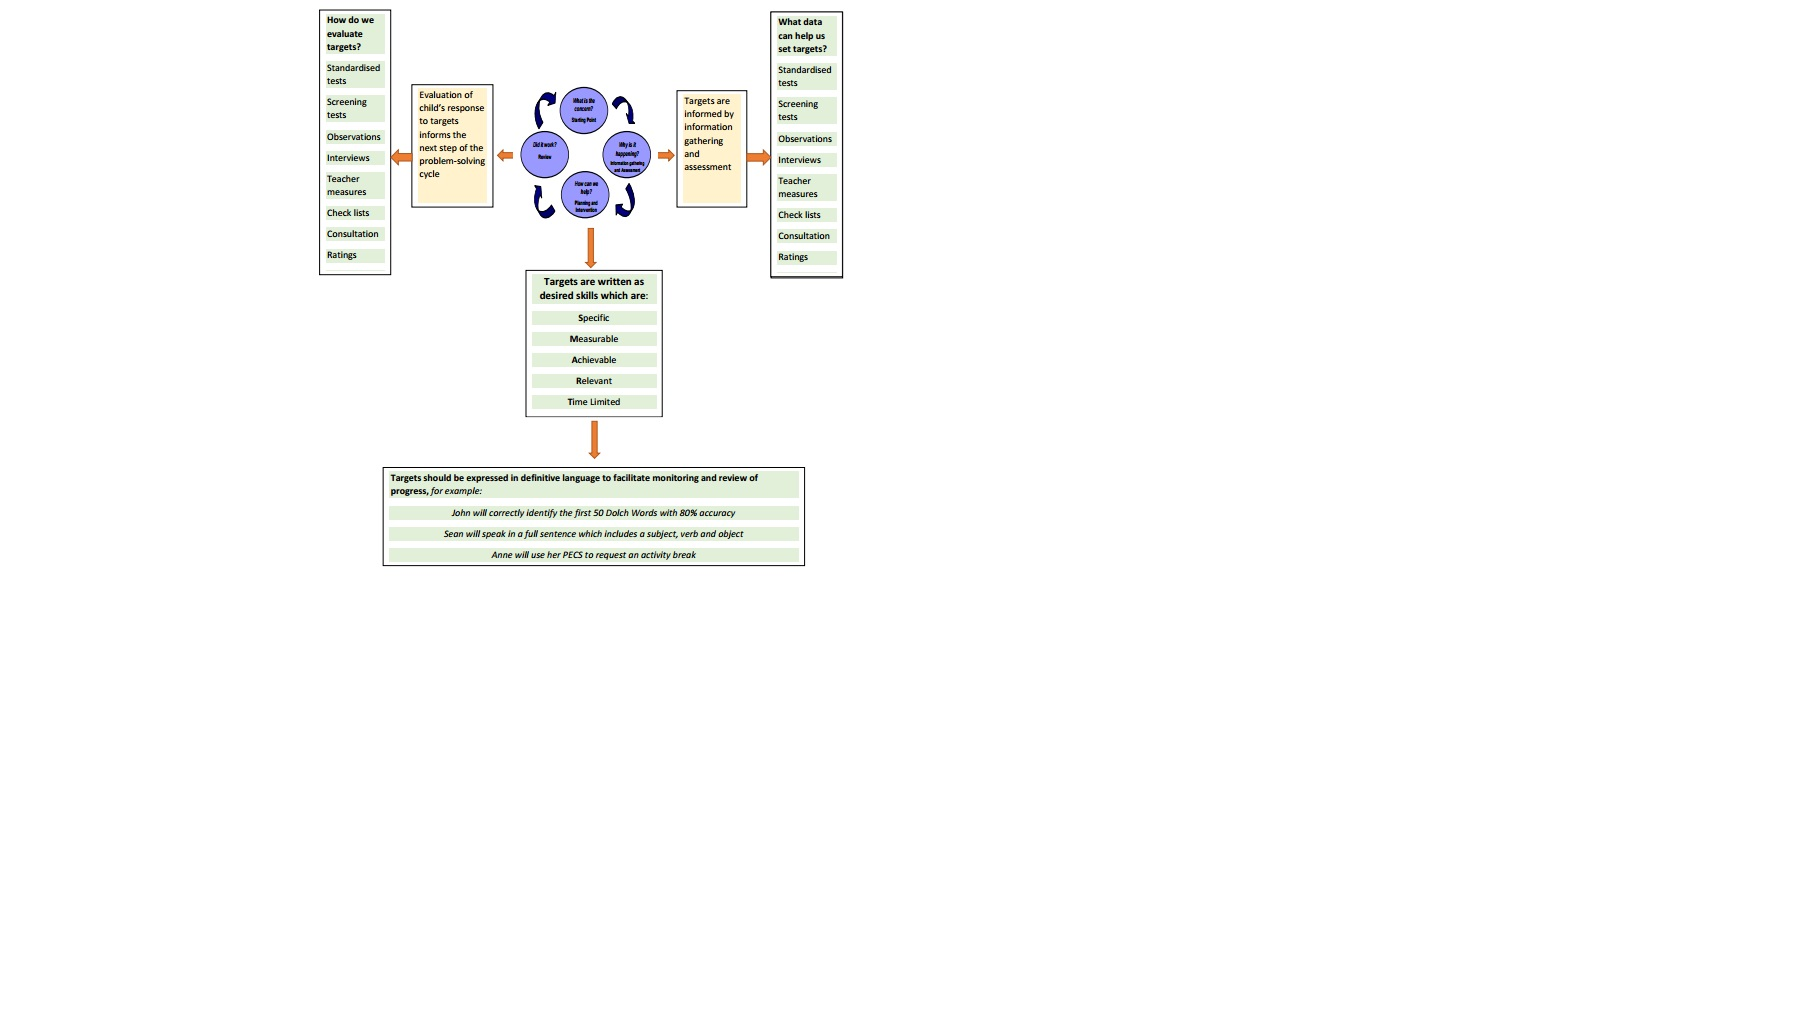 How do we
evaluate
targets?
Standardised
tests
Screening
tests
Observations
Interviews
Teacher
measures
Check lists
Consultation
Ratings
Evaluation of
child's response
to targets
informs the
next step of the
problem-solving
cycle
What is the
concern?
Starting Point
Did it work?
Review
Why is it
happening?
Information gathering
and Assessment
How can we
help?
Planning and
Intervention
Targets are
informed by
information
gathering
and
assessment
What data
can help us
set targets?
Standardised
tests
Screening
tests
Observations
Interviews
Teacher
measures
Check lists
Consultation
Ratings
Targets are written as
desired skills which are:
Specific
Measurable
Achievable
Relevant
Time Limited
Targets should be expressed in definitive language to facilitate monitoring and review of
progress, for example:
John will correctly identify the first 50 Dolch Words with 80% accuracy
Sean will speak in a full sentence which includes a subject, verb and object
Anne will use her PECS to request an activity break